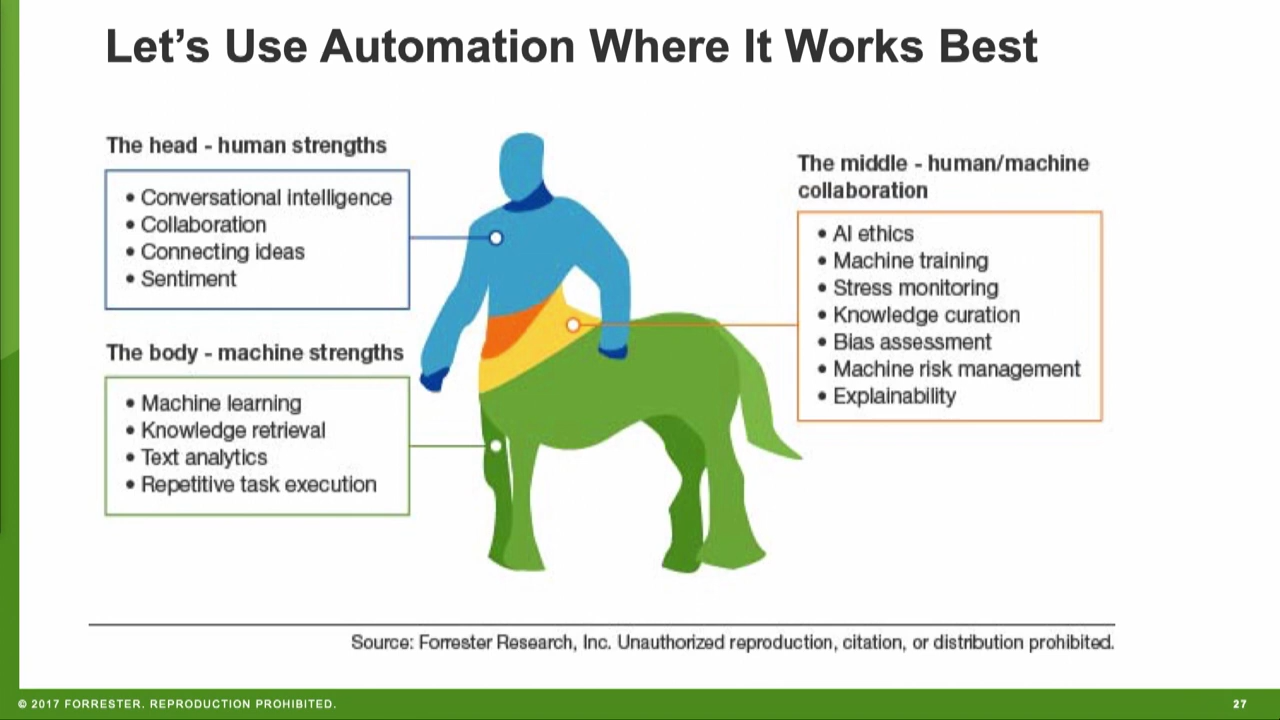 Let's Use Automation Where It Works Best
The head - human strengths
• Conversational intelligence
• Collaboration
• Connecting ideas
• Sentiment
The body - machine strengths
• Machine learning
• Knowledge retrieval
• Text analytics
• Repetitive task execution
The middle - human/machine
collaboration
• AI ethics
• Machine training
• Stress monitoring
• Knowledge curation
• Bias assessment
• Machine risk management
• Explainability
Source: Forrester Research, Inc. Unauthorized reproduction, citation, or distribution prohibited.
© 2017 FORRESTER. REPRODUCTION PROHIBITED.
27